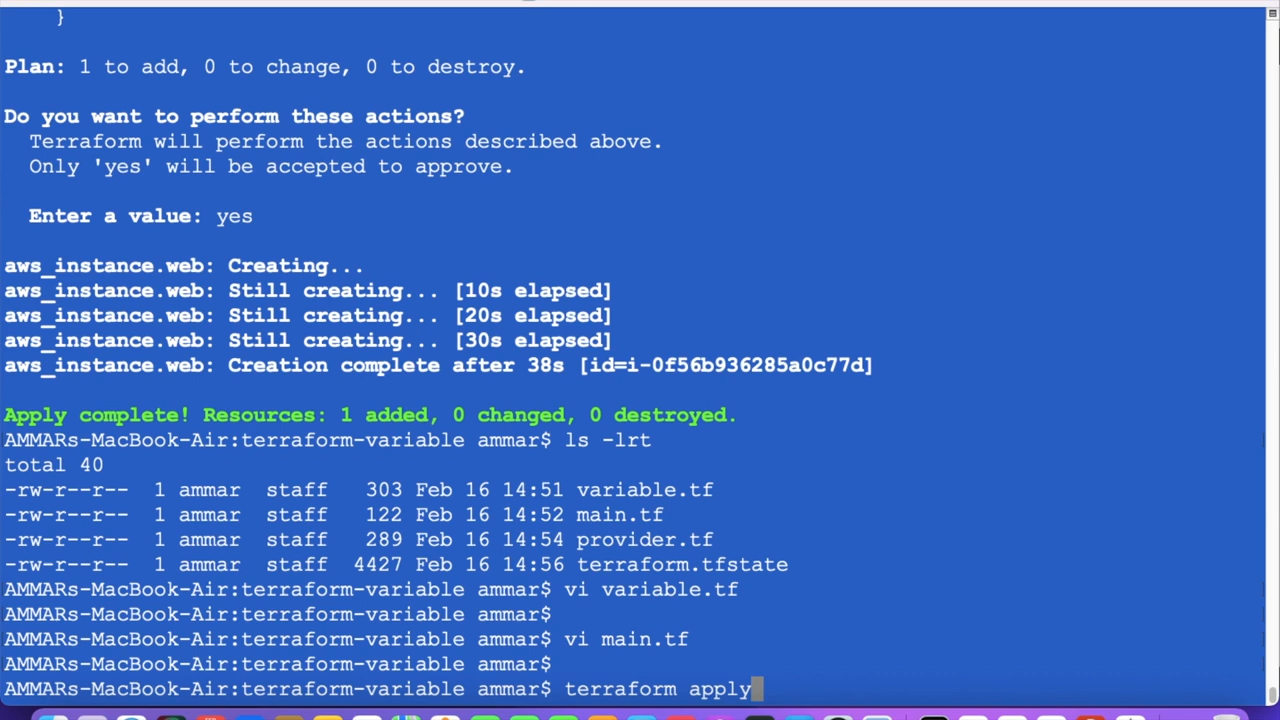 }
Plan: 1 to add, 0 to change, 0 to destroy.
Do you want to perform these actions?
Terraform will perform the actions described above.
Only 'yes' will be accepted to approve.
Enter a value: yes
aws_instance.web: Creating...
aws_instance.web: Still creating... [10s elapsed]
aws_instance.web: Still creating... [20s elapsed]
aws_instance.web: Still creating... [30s elapsed]
aws_instance.web: Creation complete after 38s [id=i-0f56b936285a0c77d]
Apply complete! Resources: 1 added, 0 changed, 0 destroyed.
AMMARs-MacBook-Air:terraform-variable ammar$ ls -lrt
total 40
-rw-r--r-- 1 ammar staff 303 Feb 16 14:51 variable.tf
-rw-r--r-- 1 ammar staff 122 Feb 16 14:52 main.tf
-rw-r--r-- 1 ammar staff 289 Feb 16 14:54 provider.tf
-rw-r--r-- 1 ammar staff 4427 Feb 16 14:56 terraform.tfstate
AMMARs-MacBook-Air:terraform-variable ammar$ vi variable.tf
AMMARs-MacBook-Air:terraform-variable ammar$
AMMARs-MacBook-Air:terraform-variable ammar$ vi main.tf
AMMARs-MacBook-Air:terraform-variable ammar$
AMMARs-MacBook-Air:terraform-variable ammar$ terraform apply